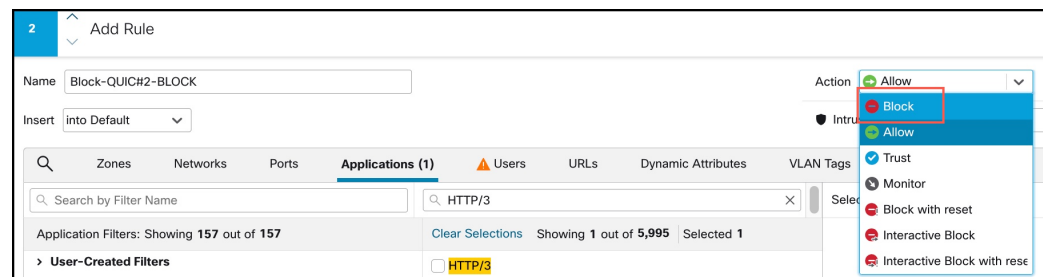 2 Add Rule
Name Block-QUIC#2-BLOCK Action Allow
Block
Insert into Default Intru
Allow
Zones Networks Ports Applications (1) Users URLs Dynamic Attributes VLAN Tags
Trust
Monitor
Search by Filter Name HTTP/3 Selec
Block with reset
Application Filters: Showing 157 out of 157 Clear Selections Showing 1 out of 5,995 Selected 1
Interactive Block
> User-Created Filters HTTP/3
Interactive Block with rese